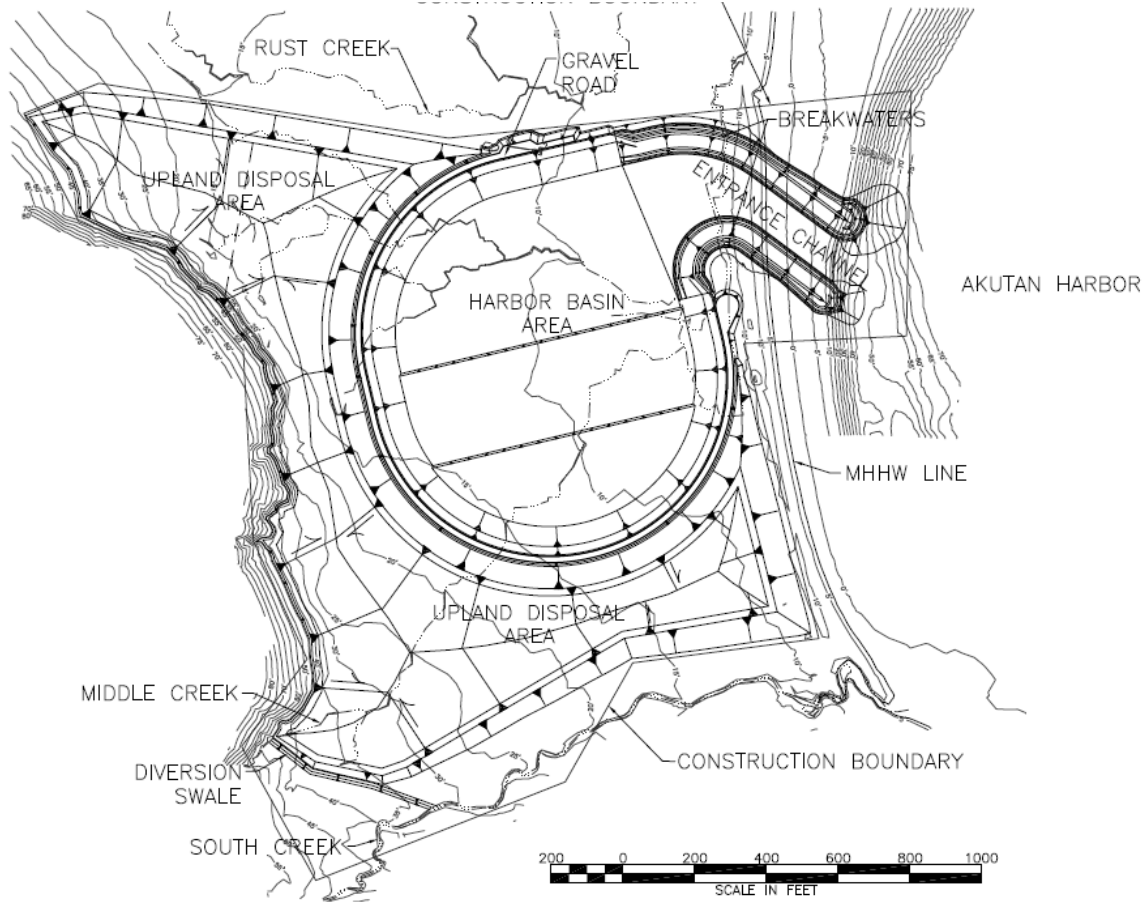 CONSTRUCTION BOUNDARY
RUST CREEK
GRAVEL
ROAD
BREAKWATERS
UPLAND DISPOSAL
AREA
ENTRANCE CHANNEL
AKUTAN HARBOR
HARBOR BASIN
AREA
MHHW LINE
UPLAND DISPOSAL
AREA
MIDDLE CREEK
CONSTRUCTION BOUNDARY
DIVERSION
SWALE
SOUTH CREEK
200 0 200 400 600 800 1000
SCALE IN FEET